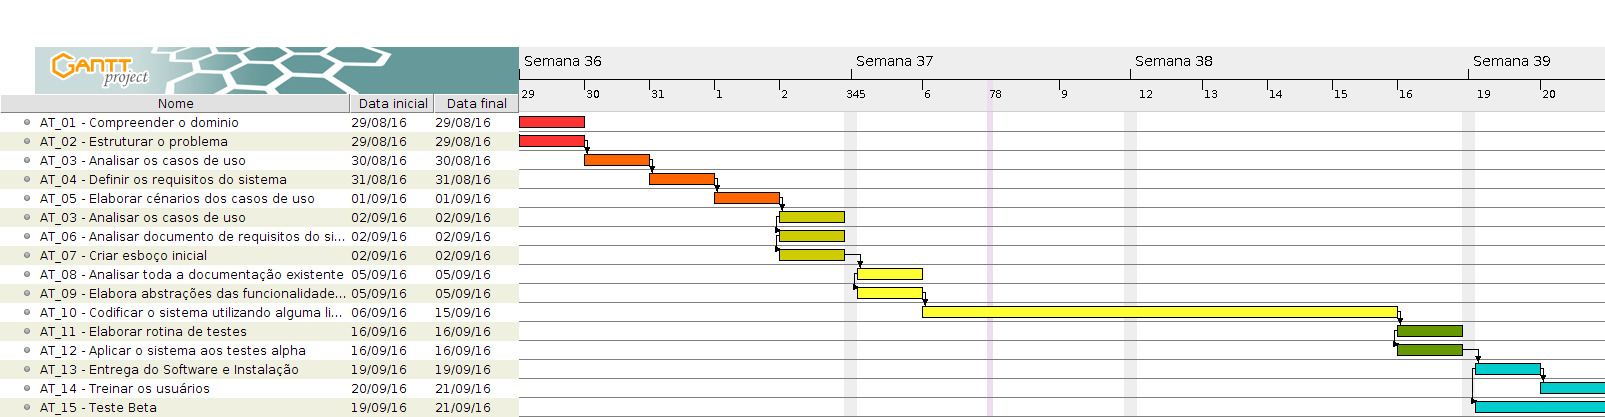 GANTT
project
Semana 36 Semana 37 Semana 38 Semana 39
Nome Data inicial Data final 29 30 31 1 2 345 6 78 9 12 13 14 15 16 19 20
AT_01 - Compreender o dominio 29/08/16 29/08/16
AT_02 - Estruturar o problema 29/08/16 29/08/16
AT_03 - Analisar os casos de uso 30/08/16 30/08/16
AT_04 - Definir os requisitos do sistema 31/08/16 31/08/16
AT_05 - Elaborar cénarios dos casos de uso 01/09/16 01/09/16
AT_03 - Analisar os casos de uso 02/09/16 02/09/16
AT_06 - Analisar documento de requisitos do si... 02/09/16 02/09/16
AT_07 - Criar esboço inicial 02/09/16 02/09/16
AT_08 - Analisar toda a documentação existente 05/09/16 05/09/16
AT_09 - Elabora abstrações das funcionalidade... 05/09/16 05/09/16
AT_10 - Codificar o sistema utilizando alguma li... 06/09/16 15/09/16
AT_11 - Elaborar rotina de testes 16/09/16 16/09/16
AT_12 - Aplicar o sistema aos testes alpha 16/09/16 16/09/16
AT_13 - Entrega do Software e Instalação 19/09/16 19/09/16
AT_14 - Treinar os usuários 20/09/16 21/09/16
AT_15 - Teste Beta 19/09/16 21/09/16